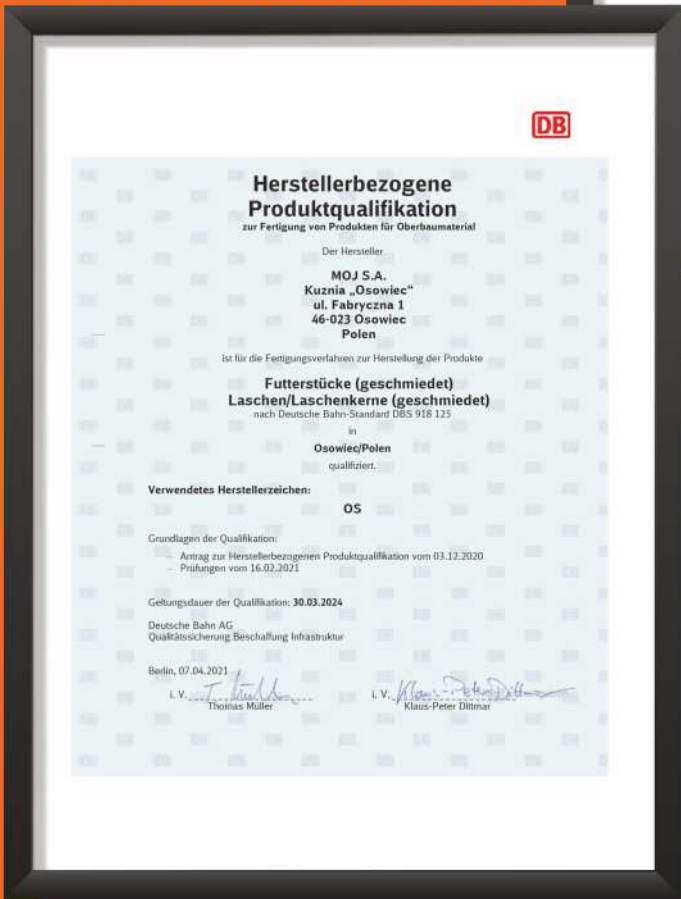 DB
Herstellerbezogene
Produktqualifikation
zur Fertigung von Produkten für Oberbaumaterial
Der Hersteller
MOJ S.A.
Kuznia „Osowiec“
ul. Fabryczna 1
46-023 Osowiec
Polen
ist für die Fertigungsverfahren zur Herstellung der Produkte
Futterstücke (geschmiedet)
Laschen/Laschenkerne (geschmiedet)
nach Deutsche Bahn-Standard DBS 918 125
in
Osowiec/Polen
qualifiziert.
Verwendetes Herstellerzeichen:
OS
Grundlagen der Qualifikation:
- Antrag zur Herstellerbezogenen Produktqualifikation vom 03.12.2020
- Prüfungen vom 16.02.2021
Geltungsdauer der Qualifikation: 30.03.2024
Deutsche Bahn AG
Qualitätssicherung Beschaffung Infrastruktur
Berlin, 07.04.2021
i. V. i. V. Klaus-Peter Dittmar
Thomas Müller Klaus-Peter Dittmar